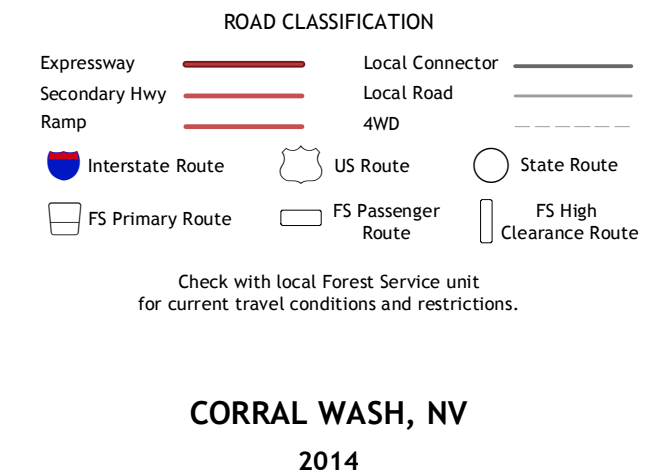 ROAD CLASSIFICATION
Expressway
Local Connector
Secondary Hwy
Local Road
Ramp
4WD
Interstate Route
US Route
State Route
FS Primary Route
FS Passenger
Route
FS High
Clearance Route
Check with local Forest Service unit
for current travel conditions and restrictions.
CORRAL WASH, NV
2014